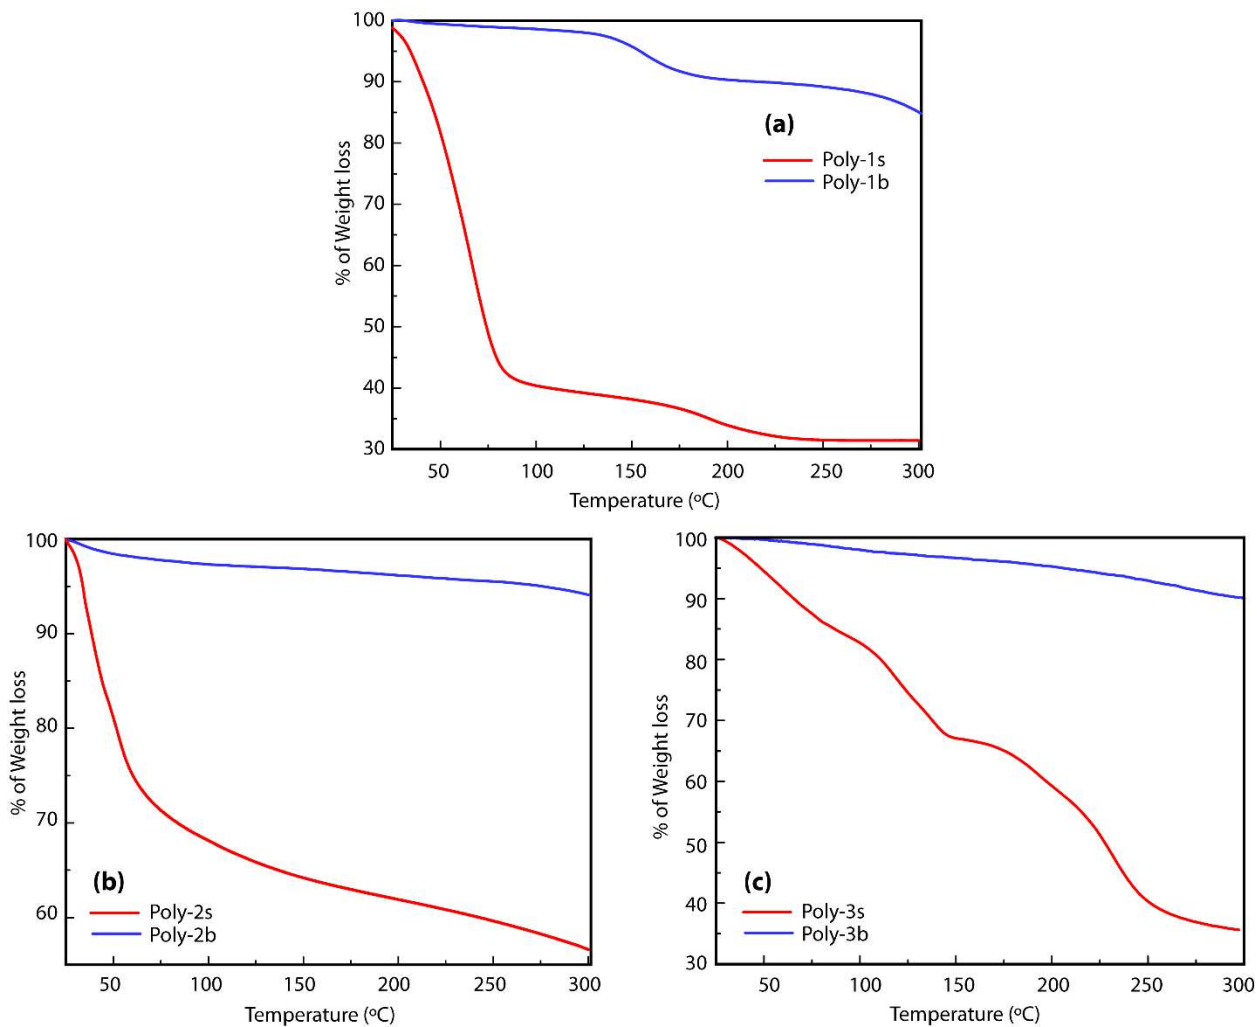 100
90
80
70
60
50
40
30
% of Weight loss
(a)
Poly-1s
Poly-1b
50 100 150 200 250 300
Temperature (ºC)
100
90
80
70
60
% of Weight loss
(b)
Poly-2s
Poly-2b
50 100 150 200 250 300
Temperature (ºC)
100
90
80
70
60
50
40
30
% of Weight loss
(c)
Poly-3s
Poly-3b
50 100 150 200 250 300
Temperature (ºC)